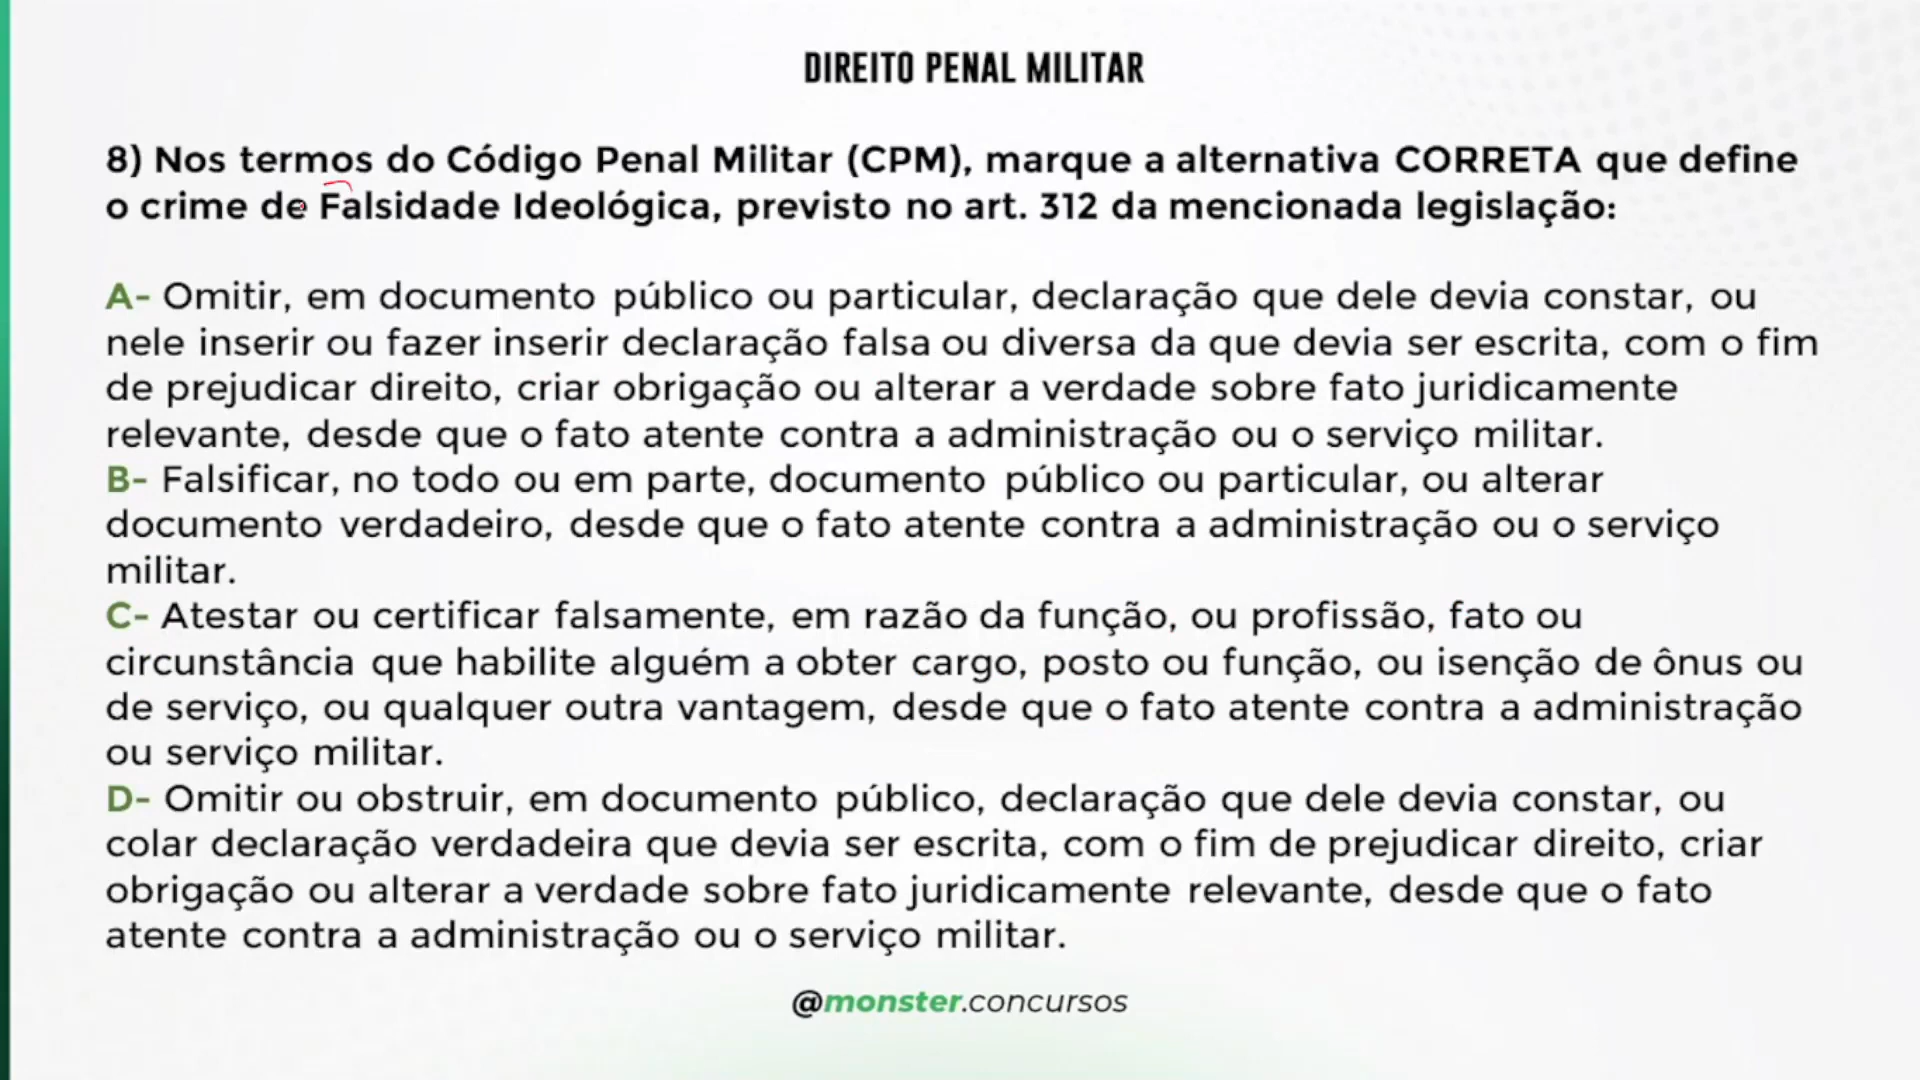 DIREITO PENAL MILITAR
8) Nos termos do Código Penal Militar (CPM), marque a alternativa CORRETA que define
o crime de Falsidade Ideológica, previsto no art. 312 da mencionada legislação:
A- Omitir, em documento público ou particular, declaração que dele devia constar, ou
nele inserir ou fazer inserir declaração falsa ou diversa da que devia ser escrita, com o fim
de prejudicar direito, criar obrigação ou alterar a verdade sobre fato juridicamente
relevante, desde que o fato atente contra a administração ou o serviço militar.
B- Falsificar, no todo ou em parte, documento público ou particular, ou alterar
documento verdadeiro, desde que o fato atente contra a administração ou o serviço
militar.
C- Atestar ou certificar falsamente, em razão da função, ou profissão, fato ou
circunstância que habilite alguém a obter cargo, posto ou função, ou isenção de ônus ou
de serviço, ou qualquer outra vantagem, desde que o fato atente contra a administração
ou serviço militar.
D- Omitir ou obstruir, em documento público, declaração que dele devia constar, ou
colar declaração verdadeira que devia ser escrita, com o fim de prejudicar direito, criar
obrigação ou alterar a verdade sobre fato juridicamente relevante, desde que o fato
atente contra a administração ou o serviço militar.
@monster.concursos